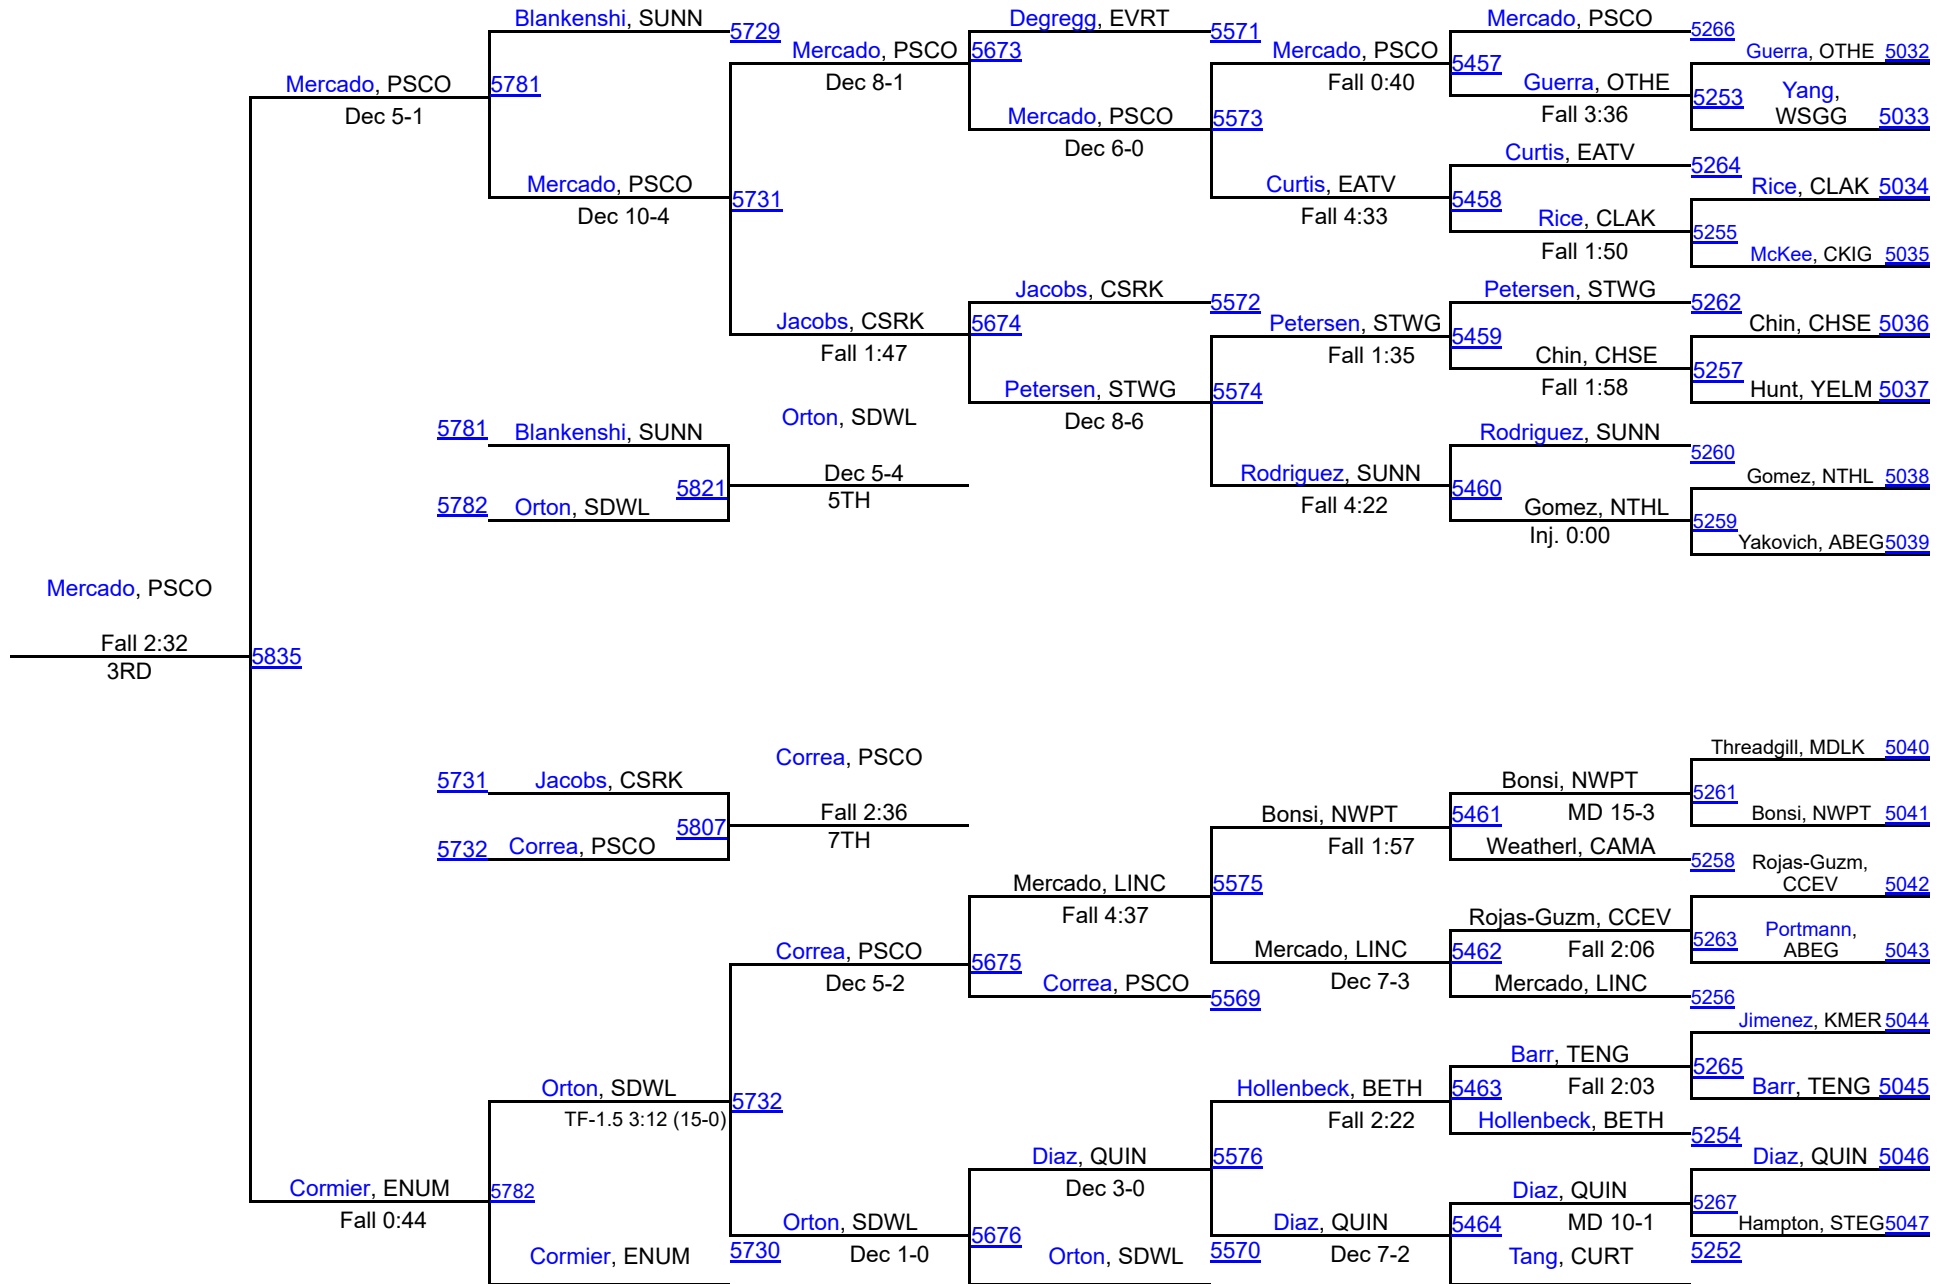 Blankenshi, SUNN
5729
Degregg, EVRT
5571
Mercado, PSCO
5266
Mercado, PSCO
5673
Mercado, PSCO
5457
Guerra, OTHE 5032
Dec 8-1
Fall 0:40
Mercado, PSCO
5781
Guerra, OTHE
5253
Yang,
WSGG 5033
Dec 5-1
Fall 3:36
Mercado, PSCO
5573
Dec 6-0
Curtis, EATV
5264
Mercado, PSCO
5731
Curtis, EATV
5458
Rice, CLAK 5034
Dec 10-4
Fall 4:33
Rice, CLAK
5255
Fall 1:50
McKee, CKIG 5035
Jacobs, CSRK
5572
Petersen, STWG
5262
Jacobs, CSRK
5674
Petersen, STWG
5459
Chin, CHSE 5036
Fall 1:47
Fall 1:35
Chin, CHSE
5257
Fall 1:58
Petersen, STWG
5574
Hunt, YELM 5037
Dec 8-6
Orton, SDWL
5781
Blankenshi, SUNN
Rodriguez, SUNN
5260
Dec 5-4
5821
5TH
Rodriguez, SUNN
5460
Gomez, NTHL 5038
Fall 4:22
5782
Orton, SDWL
Gomez, NTHL
5259
Inj. 0:00
Yakovich, ABEG 5039
Mercado, PSCO
Fall 2:32
5835
3RD
Correa, PSCO
Threadgill, MDLK 5040
5731
Jacobs, CSRK
Bonsi, NWPT
5261
Fall 2:36
5807
7TH
Bonsi, NWPT
5461
MD 15-3
Bonsi, NWPT 5041
Fall 1:57
5732
Correa, PSCO
Weatherl, CAMA
5258
Rojas-Guzm,
CCEV 5042
Mercado, LINC
5575
Fall 4:37
Rojas-Guzm, CCEV
5263
Portmann,
ABEG 5043
Correa, PSCO
5675
Mercado, LINC
5462
Fall 2:06
Dec 5-2
Dec 7-3
Correa, PSCO
5569
Mercado, LINC
5256
Jimenez, KMER 5044
Barr, TENG
5265
Orton, SDWL
5732
Hollenbeck, BETH
5463
Fall 2:03
Barr, TENG 5045
TF-1.5 3:12 (15-0)
Fall 2:22
Hollenbeck, BETH
5254
Diaz, QUIN
5576
Diaz, QUIN 5046
Dec 3-0
Cormier, ENUM
5782
Diaz, QUIN
5267
Fall 0:44
Orton, SDWL
5676
Diaz, QUIN
5464
MD 10-1
Hampton, STEG 5047
Cormier, ENUM
5730
Dec 1-0
Orton, SDWL
5570
Dec 7-2
Tang, CURT
5252